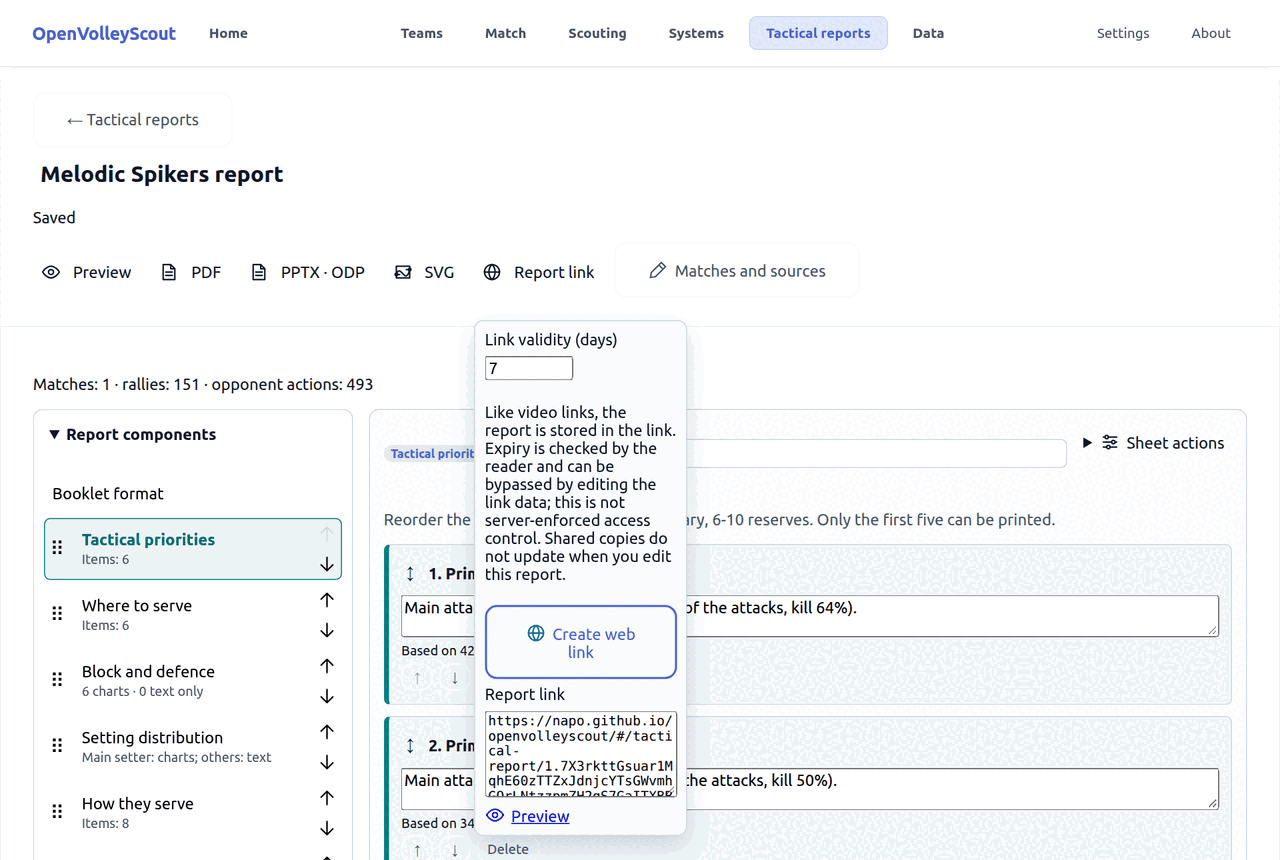 OpenVolleyScout Home Teams Match Scouting Systems Tactical reports Data Settings About
← Tactical reports
Melodic Spikers report
Saved
Preview PDF PPTX · ODP SVG Report link Matches and sources
Link validity (days)
7
Like video links, the
report is stored in the link.
Expiry is checked by the
reader and can be
bypassed by editing the
link data; this is not
server-enforced access
control. Shared copies do
not update when you edit
this report.
Create web
link
Report link
https://napo.github.io/
openvolleyscout/#/tacti
cal-
report/1.7X3rkttGsuar1M
qhE60zTTZxJdnjcYTsGWvmh
Preview
Matches: 1 · rallies: 151 · opponent actions: 493
▼ Report components
Booklet format
Tactical priorities
Items: 6
Where to serve
Items: 6
Block and defence
6 charts · 0 text only
Setting distribution
Main setter: charts; others: text
How they serve
Items: 8
Tactical priorit
Sheet actions
Reorder the ary, 6-10 reserves. Only the first five can be printed.
1. Prin
Main atta of the attacks, kill 64%).
Based on 42
↑ ↓
2. Prin
Main atta the attacks, kill 50%).
Based on 34
↑ ↓ Delete